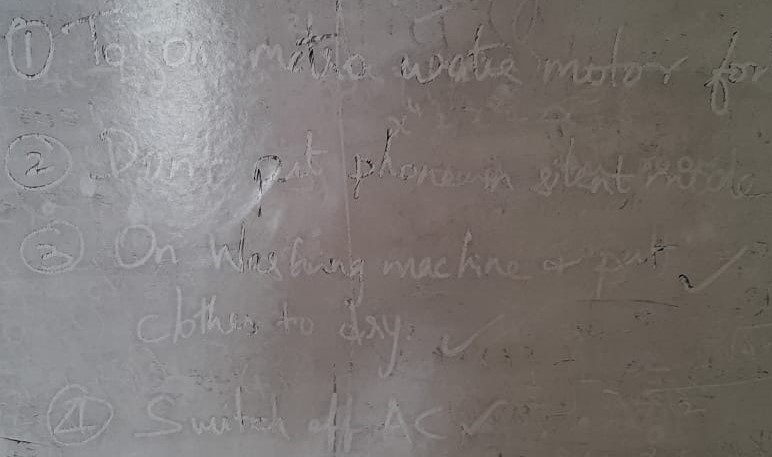 ① To on the water motor for
② Don't put phone in silent mode
③ On Washing machine & put ✓
clothes to dry. ✓
④ Switch off AC ✓